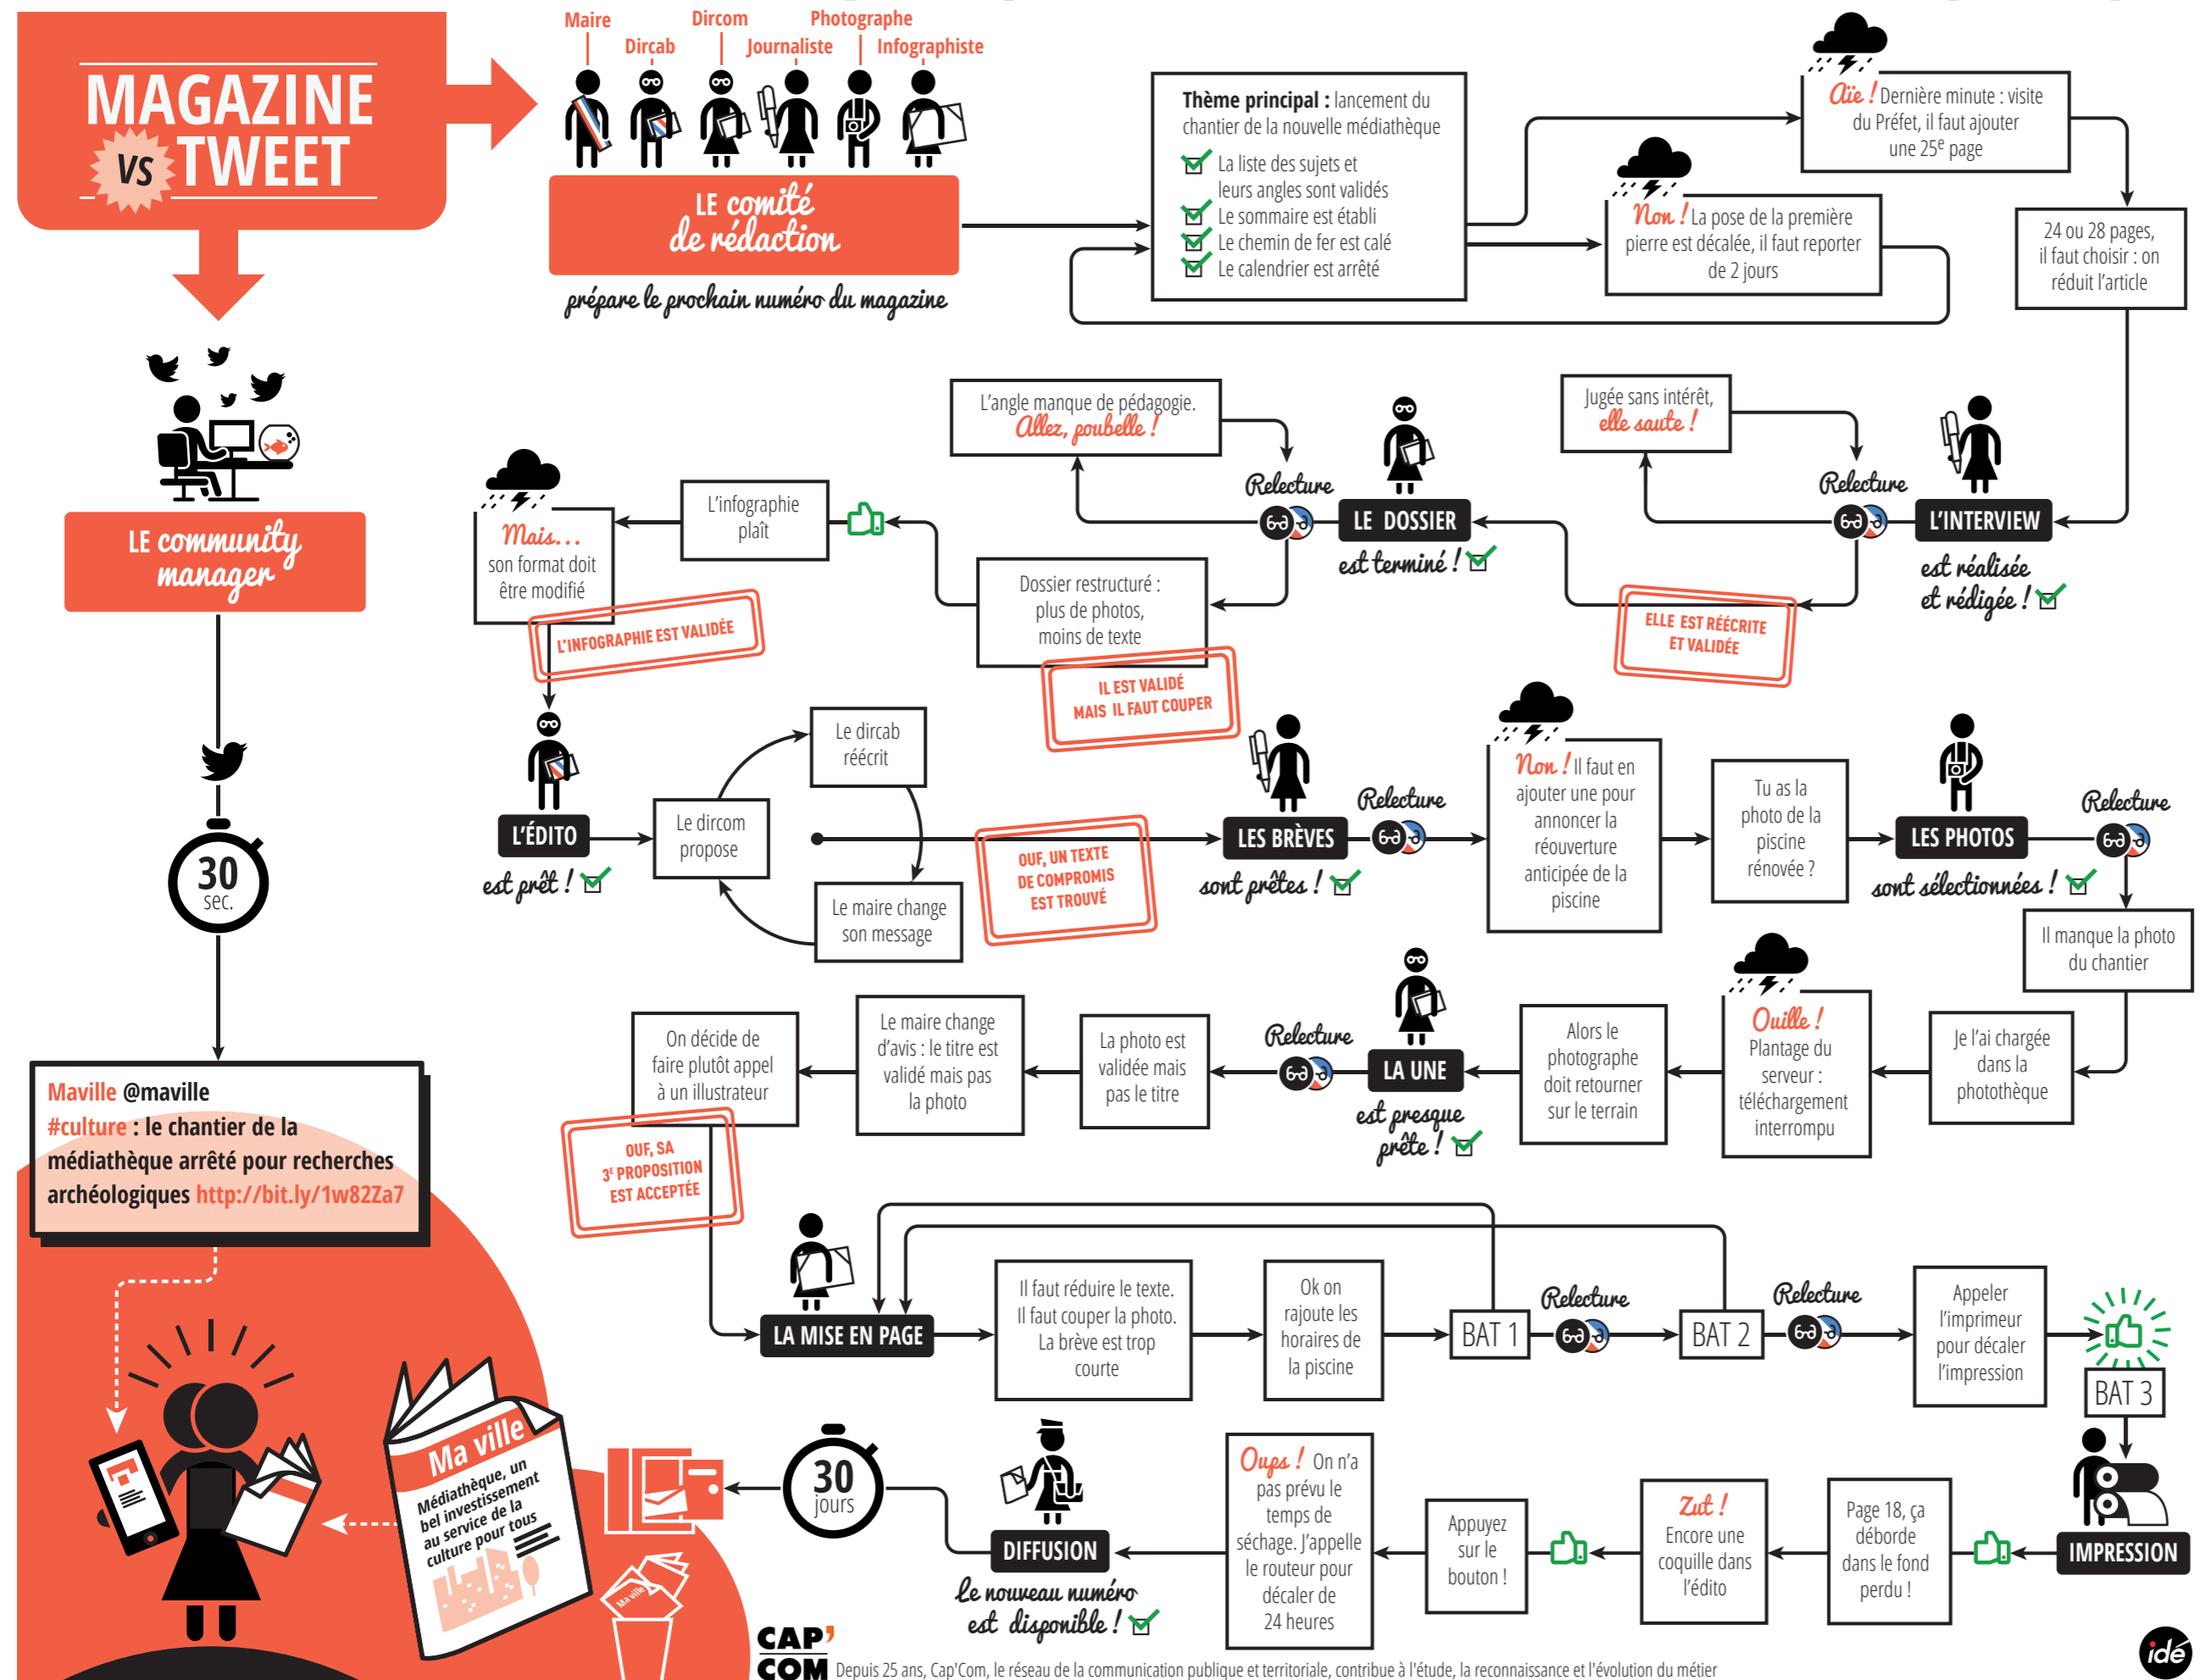 MAGAZINE
VS TWEET
Maire
Dircab
Dircom
Journaliste
Photographe
Infographiste
LE comité
de rédaction
prépare le prochain numéro du magazine
Thème principal : lancement du
chantier de la nouvelle médiathèque
La liste des sujets et
leurs angles sont validés
Le sommaire est établi
Le chemin de fer est calé
Le calendrier est arrêté
Aïe ! Dernière minute : visite
du Préfet, il faut ajouter
une 25e page
Non ! La pose de la première
pierre est décalée, il faut reporter
de 2 jours
24 ou 28 pages,
il faut choisir : on
réduit l'article
L'INTERVIEW
est réalisée
et rédigée !
Relecture
Jugée sans intérêt,
elle saute !
ELLE EST RÉÉCRITE
ET VALIDÉE
LE DOSSIER
est terminé !
Relecture
L'angle manque de pédagogie.
Allez, poubelle !
Dossier restructuré :
plus de photos,
moins de texte
IL EST VALIDÉ
MAIS IL FAUT COUPER
L'infographie
plaît
Mais...
son format doit
être modifié
L'INFOGRAPHIE EST VALIDÉE
L'ÉDITO
est prêt !
Le dircom
propose
Le dircab
réécrit
Le maire change
son message
OUF, UN TEXTE
DE COMPROMIS
EST TROUVÉ
LES BRÈVES
sont prêtes !
Relecture
Non ! Il faut en
ajouter une pour
annoncer la
réouverture
anticipée de la
piscine
Tu as la
photo de la
piscine
rénovée ?
LES PHOTOS
sont sélectionnées !
Relecture
Il manque la photo
du chantier
Je l'ai chargée
dans la
photothèque
Ouille !
Plantage du
serveur :
téléchargement
interrompu
Alors le
photographe
doit retourner
sur le terrain
LA UNE
est presque
prête !
Relecture
La photo est
validée mais
pas le titre
Le maire change
d'avis : le titre est
validé mais pas
la photo
On décide de
faire plutôt appel
à un illustrateur
OUF, SA
3E PROPOSITION
EST ACCEPTÉE
LA MISE EN PAGE
Il faut réduire le texte.
Il faut couper la photo.
La brève est trop
courte
Ok on
rajoute les
horaires de
la piscine
BAT 1
Relecture
BAT 2
Relecture
Appeler
l'imprimeur
pour décaler
l'impression
BAT 3
IMPRESSION
Page 18, ça
déborde
dans le fond
perdu !
Zut !
Encore une
coquille dans
l'édito
Appuyez
sur le
bouton !
Oups ! On n'a
pas prévu le
temps de
séchage. J'appelle
le routeur pour
décaler de
24 heures
DIFFUSION
Le nouveau numéro
est disponible !
30
jours
LE community
manager
30
sec.
Maville @maville
#culture : le chantier de la
médiathèque arrêté pour recherches
archéologiques http://bit.ly/1w82Za7
Ma ville
Médiathèque, un
bel investissement
au service de la
culture pour tous
Ma ville
CAP'
COM
Depuis 25 ans, Cap'Com, le réseau de la communication publique et territoriale, contribue à l'étude, la reconnaissance et l'évolution du métier
idé